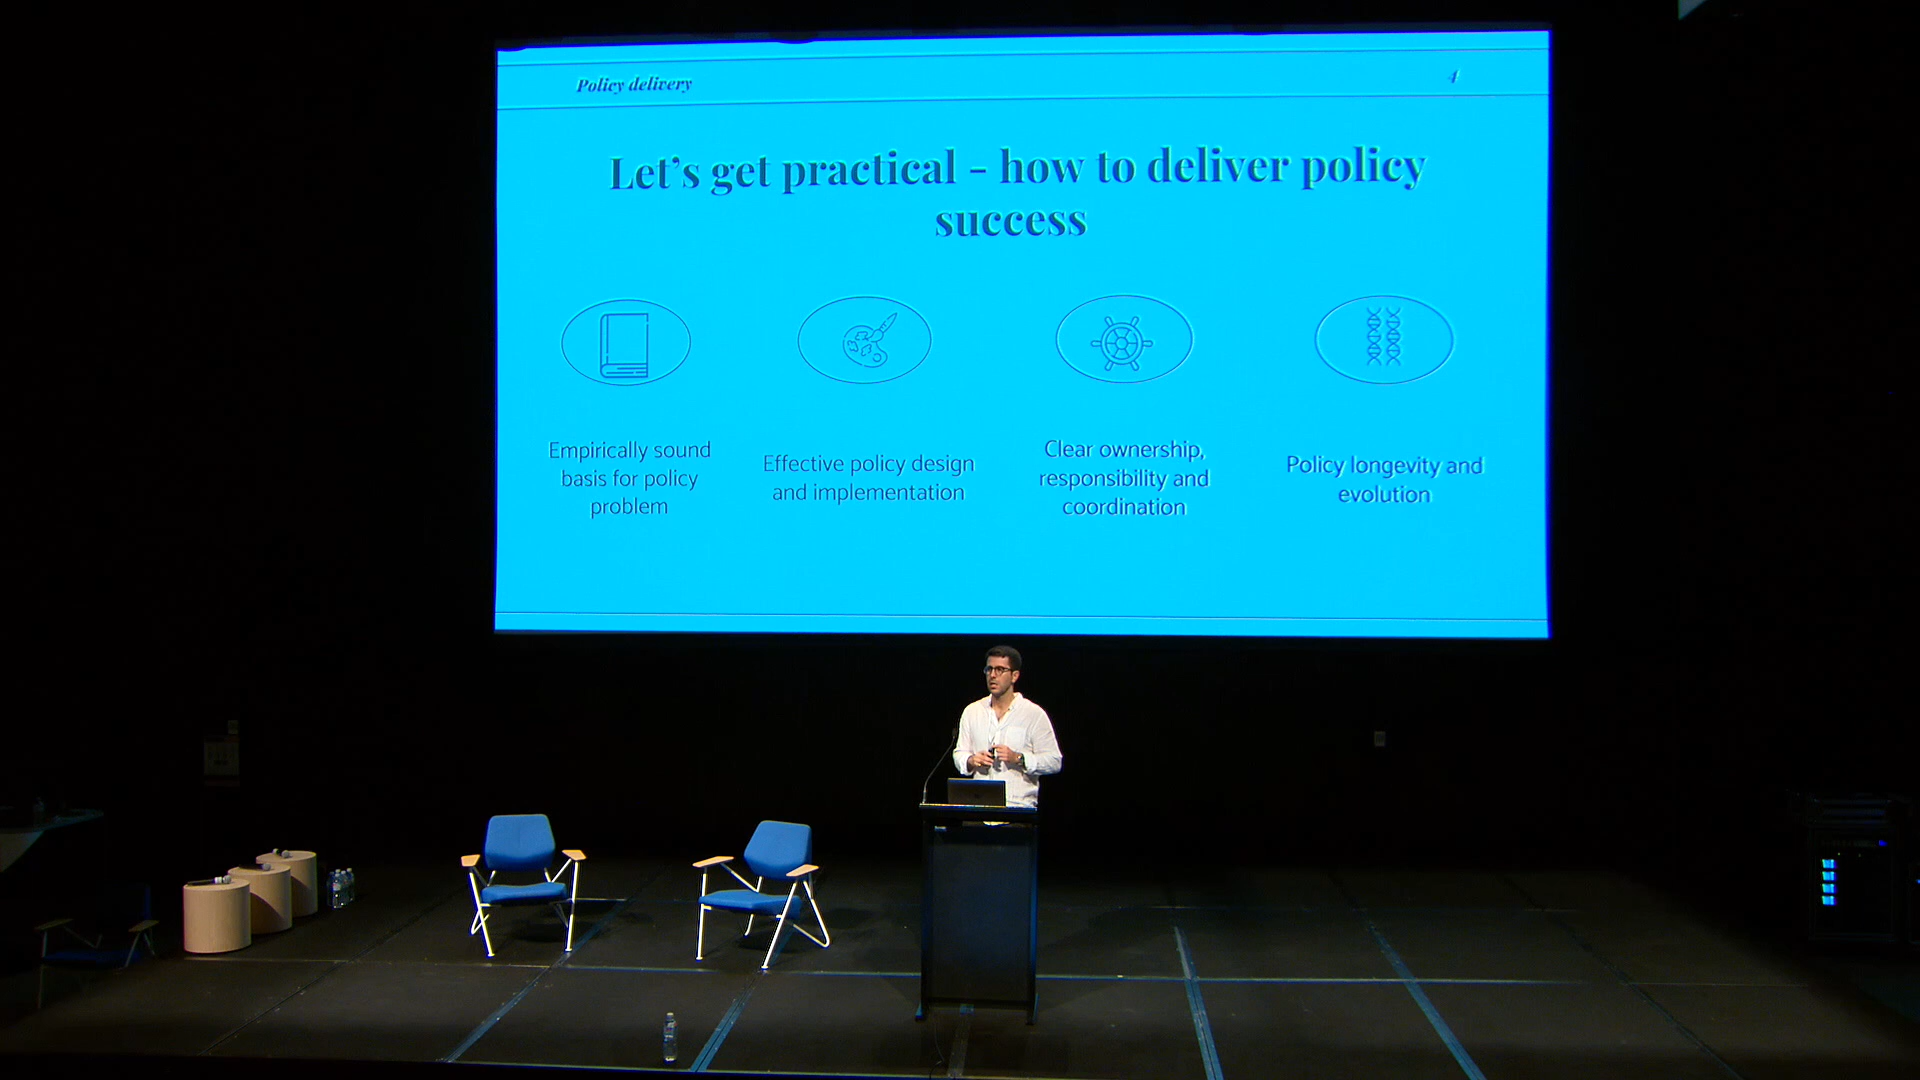 Policy delivery
4
Let's get practical - how to deliver policy
success
Empirically sound
basis for policy
problem
Effective policy design
and implementation
Clear ownership,
responsibility and
coordination
Policy longevity and
evolution